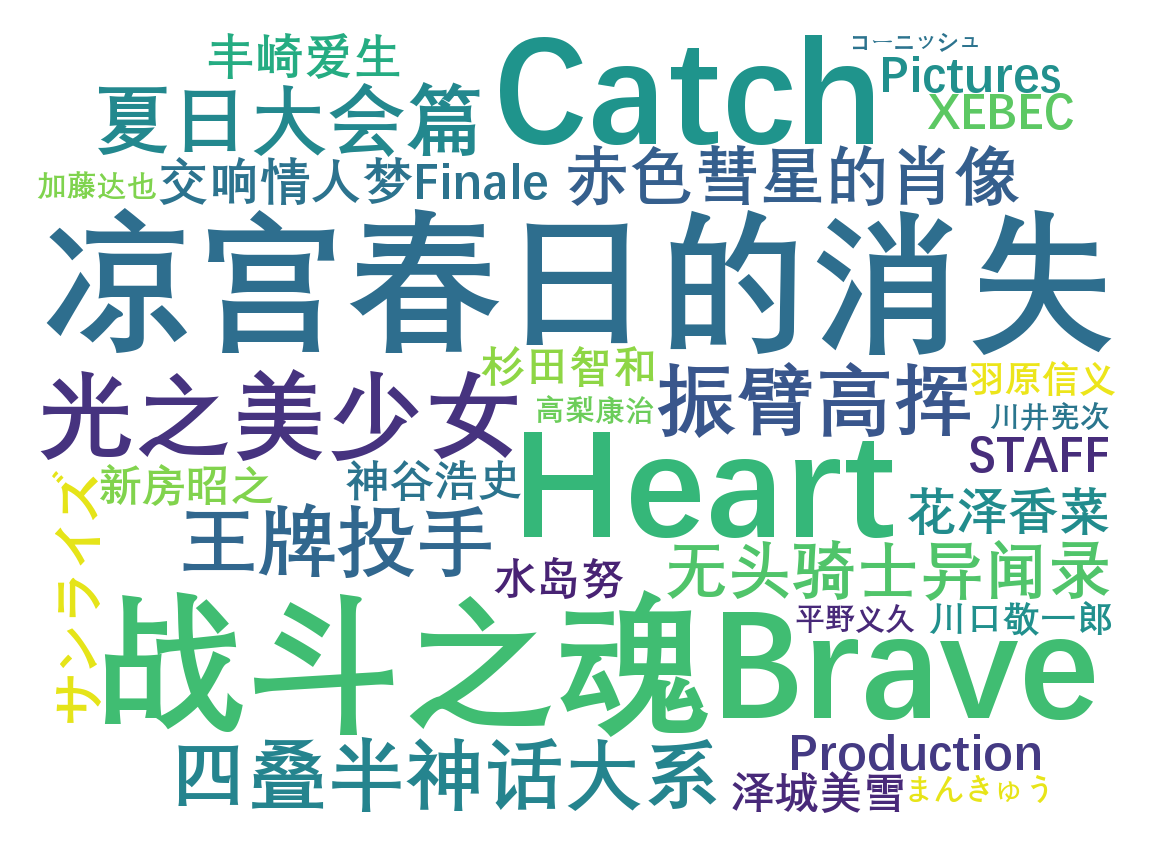 コーニッシュ
丰崎爱生
Catch
Pictures
夏日大会篇
XEBEC
加藤达也
交响情人梦Finale
赤色彗星的肖像
凉宫春日的消失
杉田智和
羽原信义
光之美少女
振臂高挥
高梨康治
川井宪次
Heart
STAFF
新房昭之
神谷浩史
花泽香菜
サンライズ
王牌投手
无头骑士异闻录
水岛努
战斗之魂Brave
平野义久
川口敬一郎
四叠半神话大系
Production
泽城美雪
まんきゅう